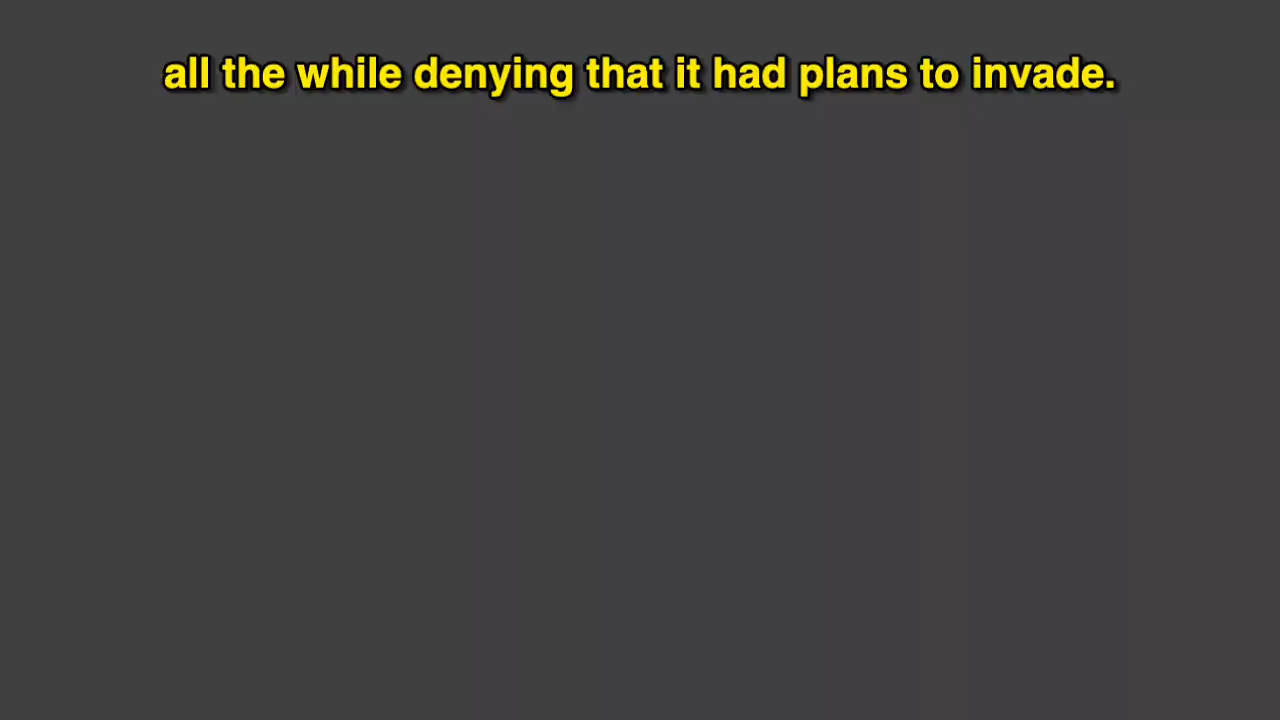 all the while denying that it had plans to invade.